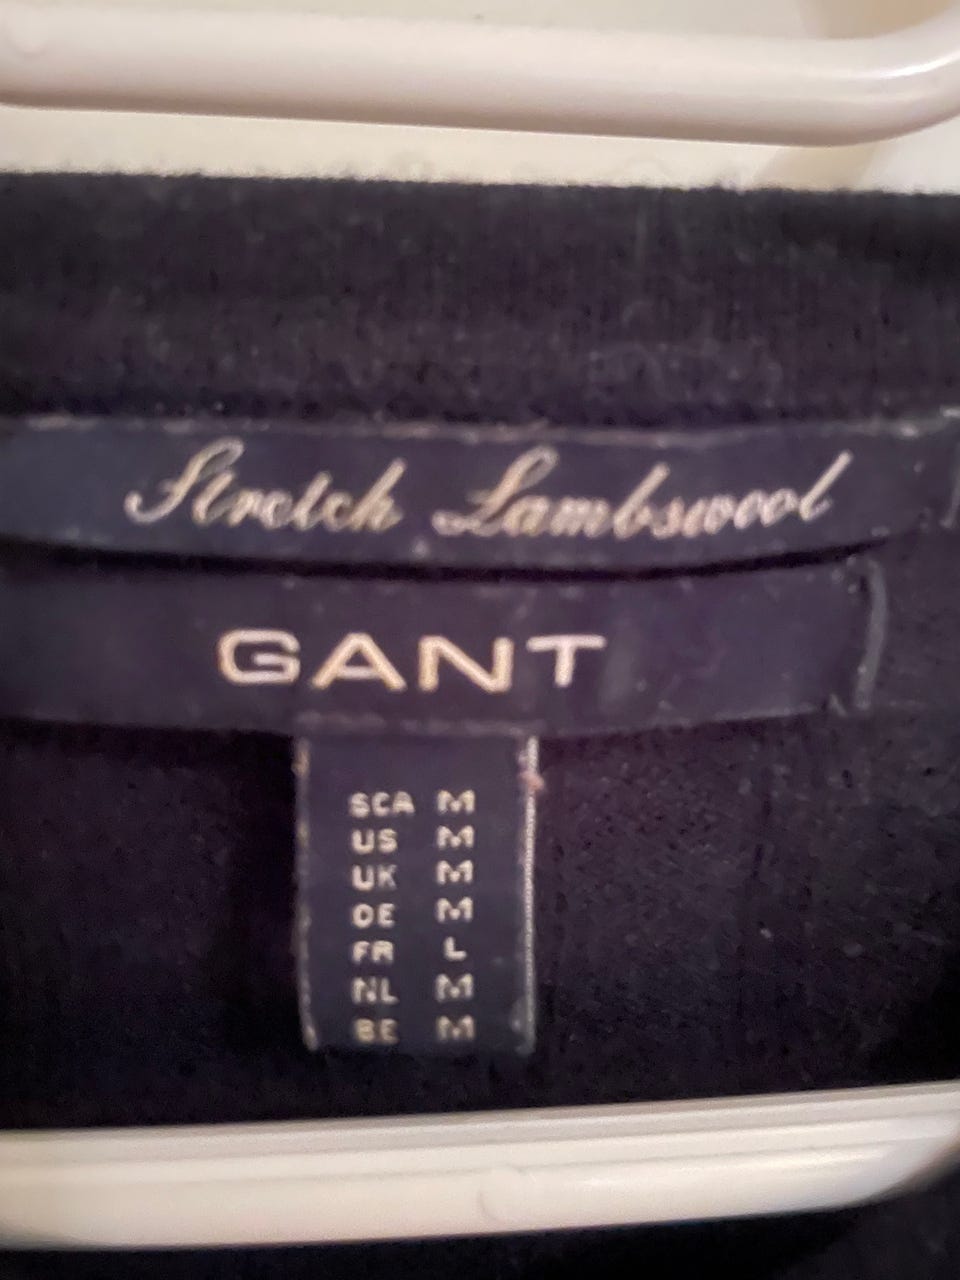 Stretch Lambswool
GANT
SCA M
US M
UK M
DE M
FR L
NL M
BE M